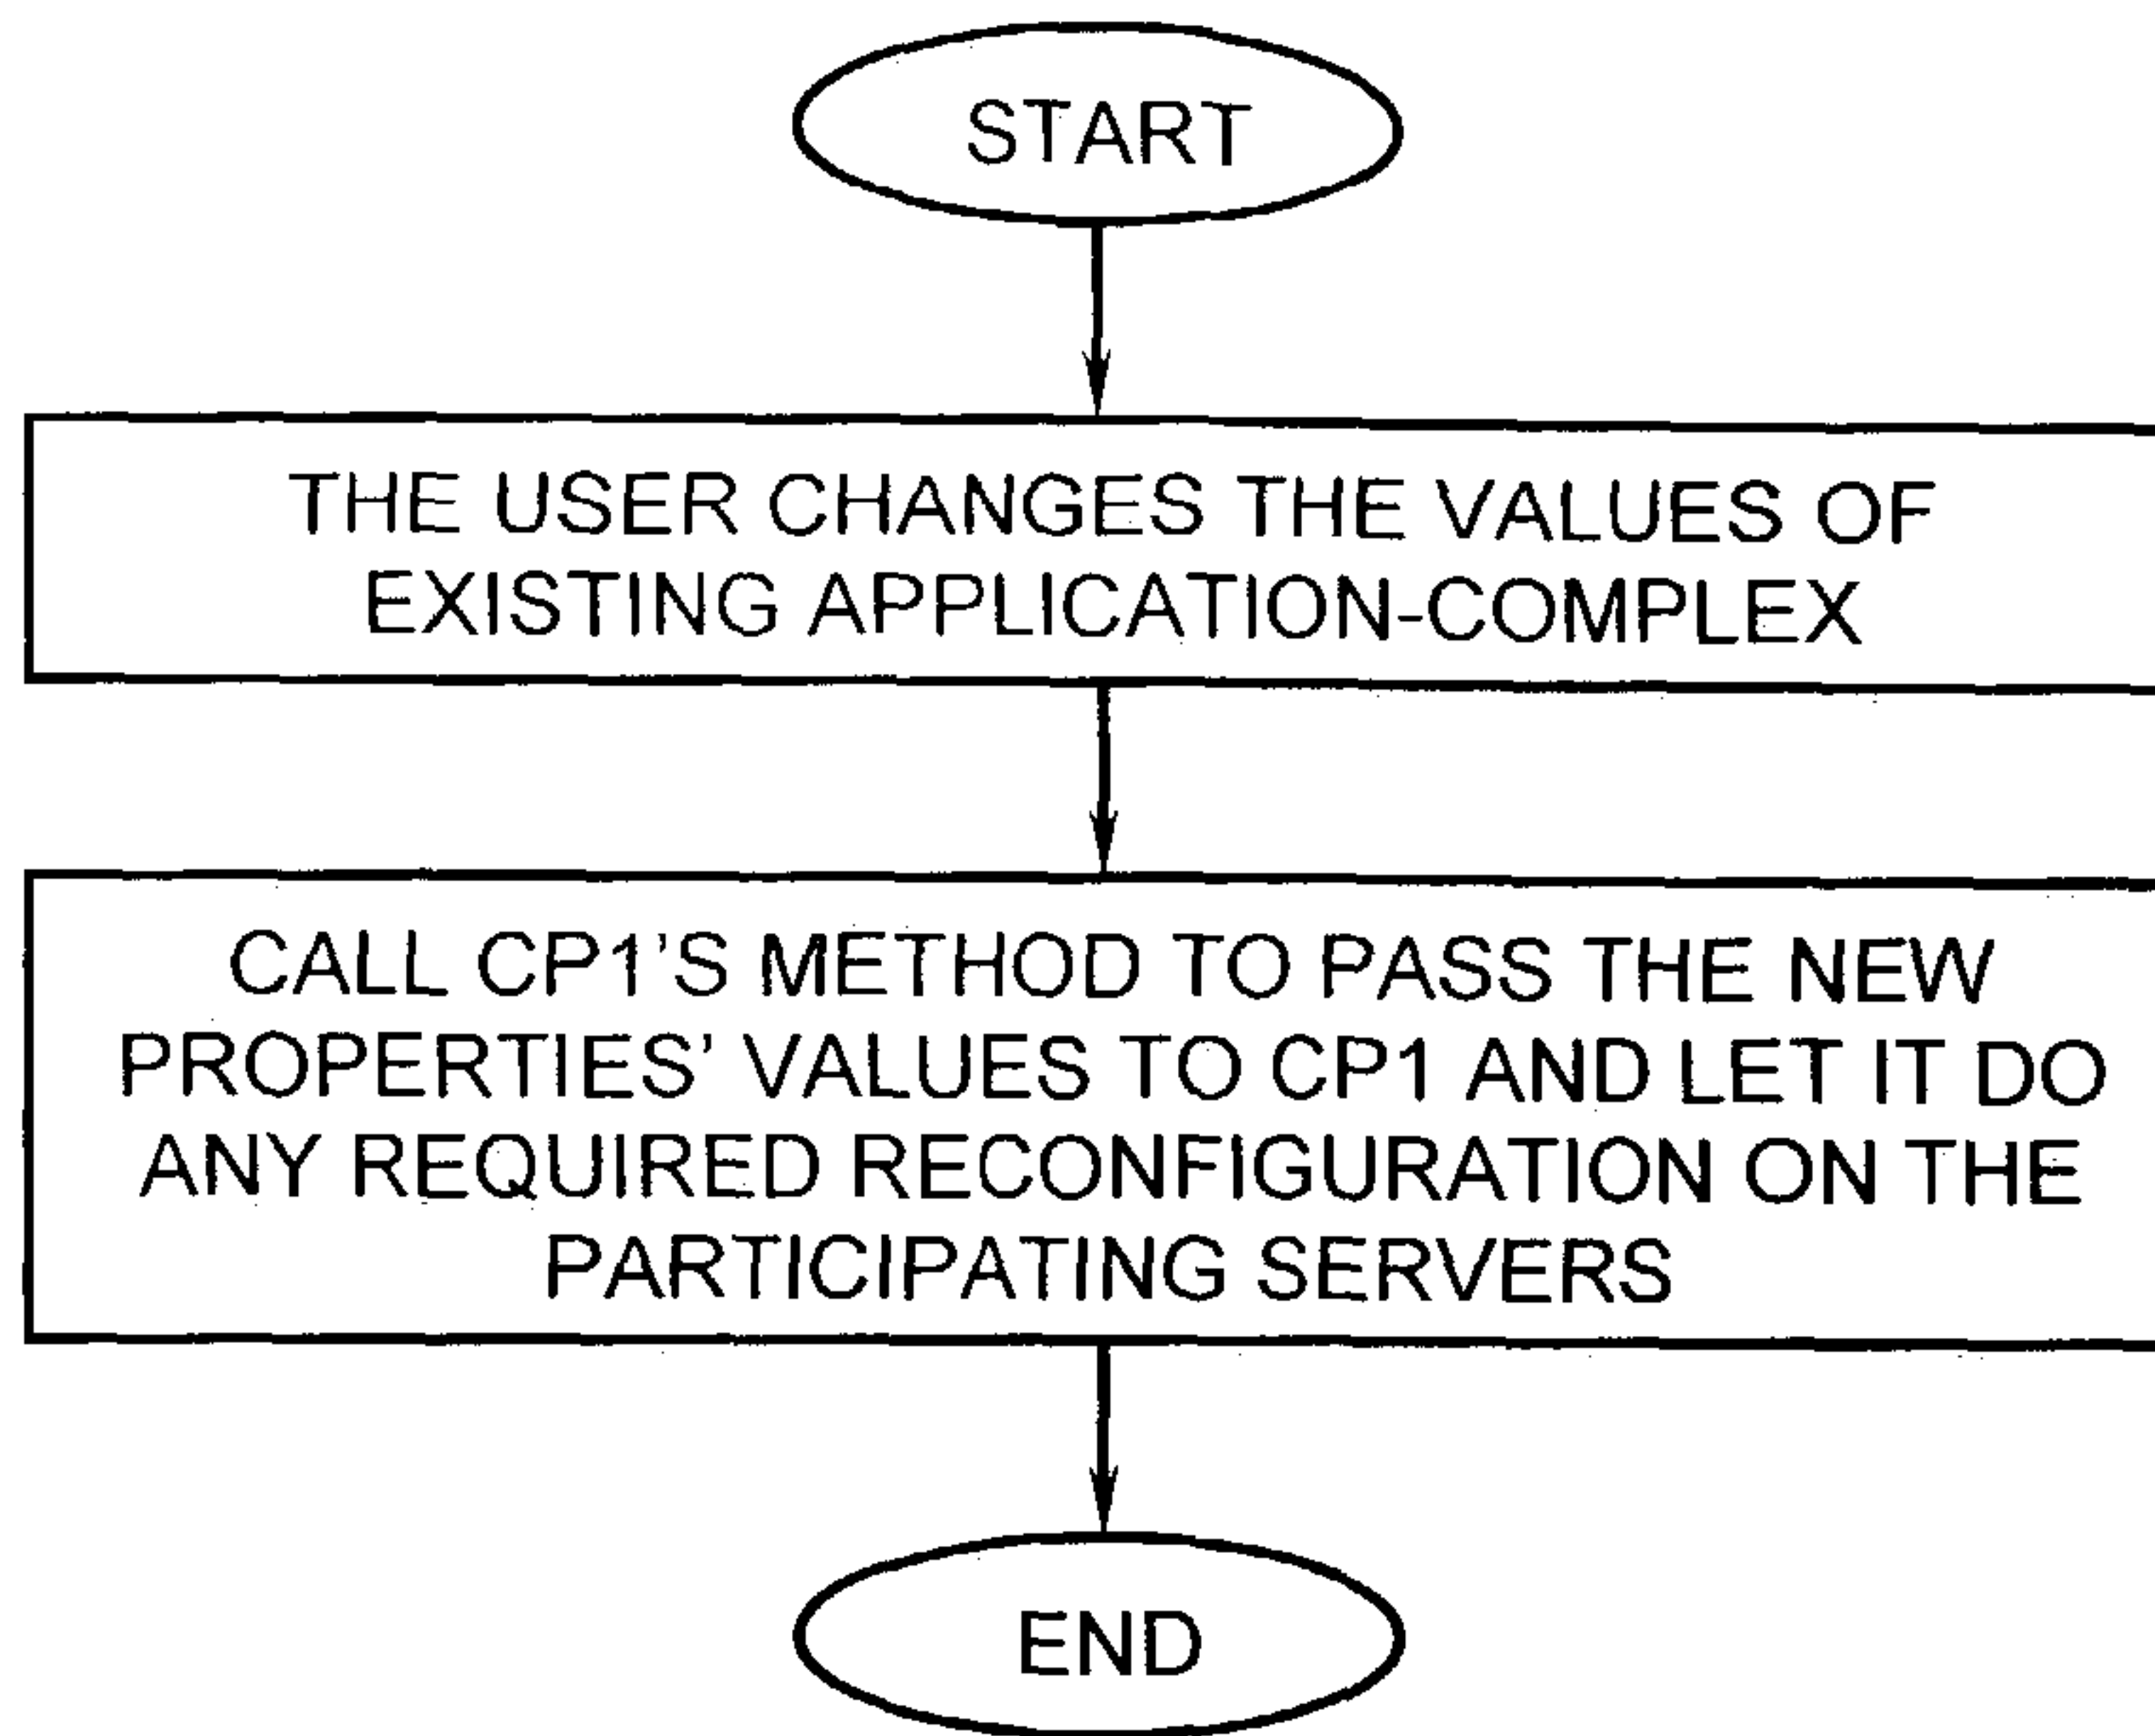 START
THE USER CHANGES THE VALUES OF
EXISTING APPLICATION-COMPLEX
CALL CP1'S METHOD TO PASS THE NEW
PROPERTIES' VALUES TO CP1 AND LET IT DO
ANY REQUIRED RECONFIGURATION ON THE
PARTICIPATING SERVERS
END